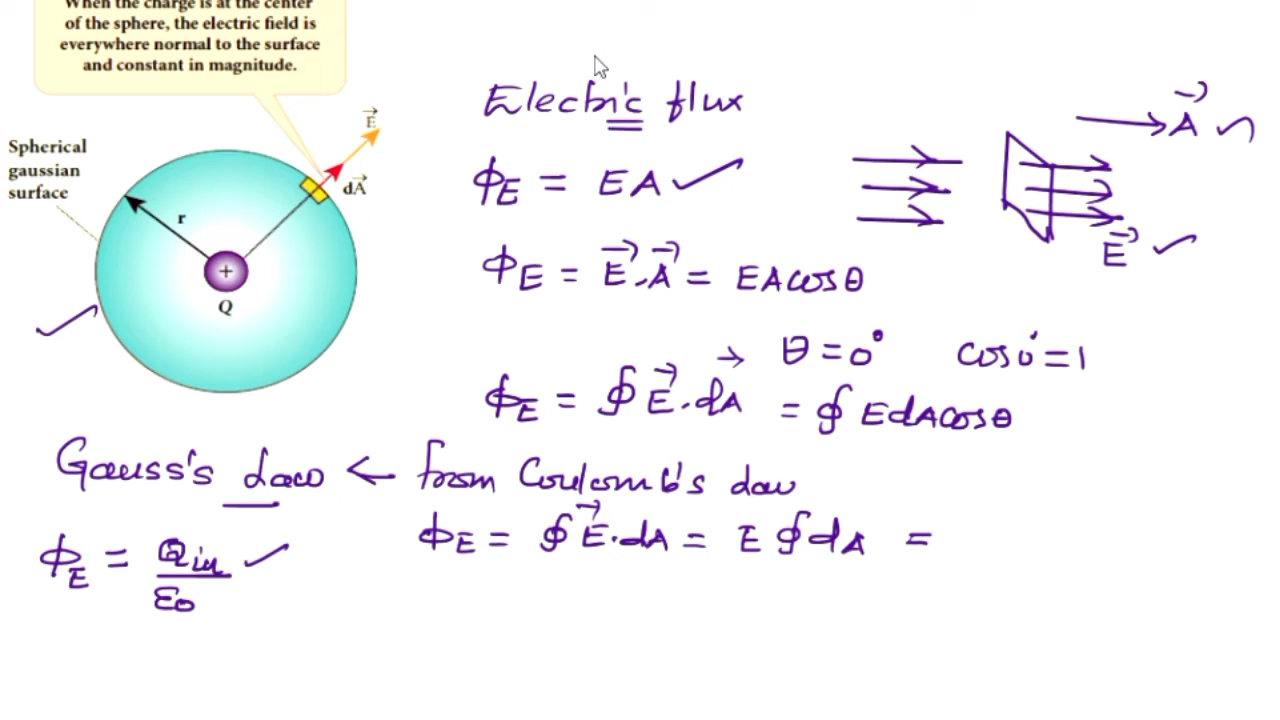 When the charge is at the center
of the sphere, the electric field is
everywhere normal to the surface
and constant in magnitude.
Spherical
gaussian
surface
r
+
Q
E⃗
dA⃗
Electric flux
ϕE = EA ✓
ϕE = E⃗.A⃗ = EAcosθ
A⃗
E⃗ ✓
θ = 0° cos0° = 1
ϕE = ∮ E⃗.dA⃗ = ∮ EdAcosθ
Gauss's Law ← from Coulomb's law
ϕE = ∮ E⃗.dA = E ∮ dA =
ϕE = Qin/ε0 ✓